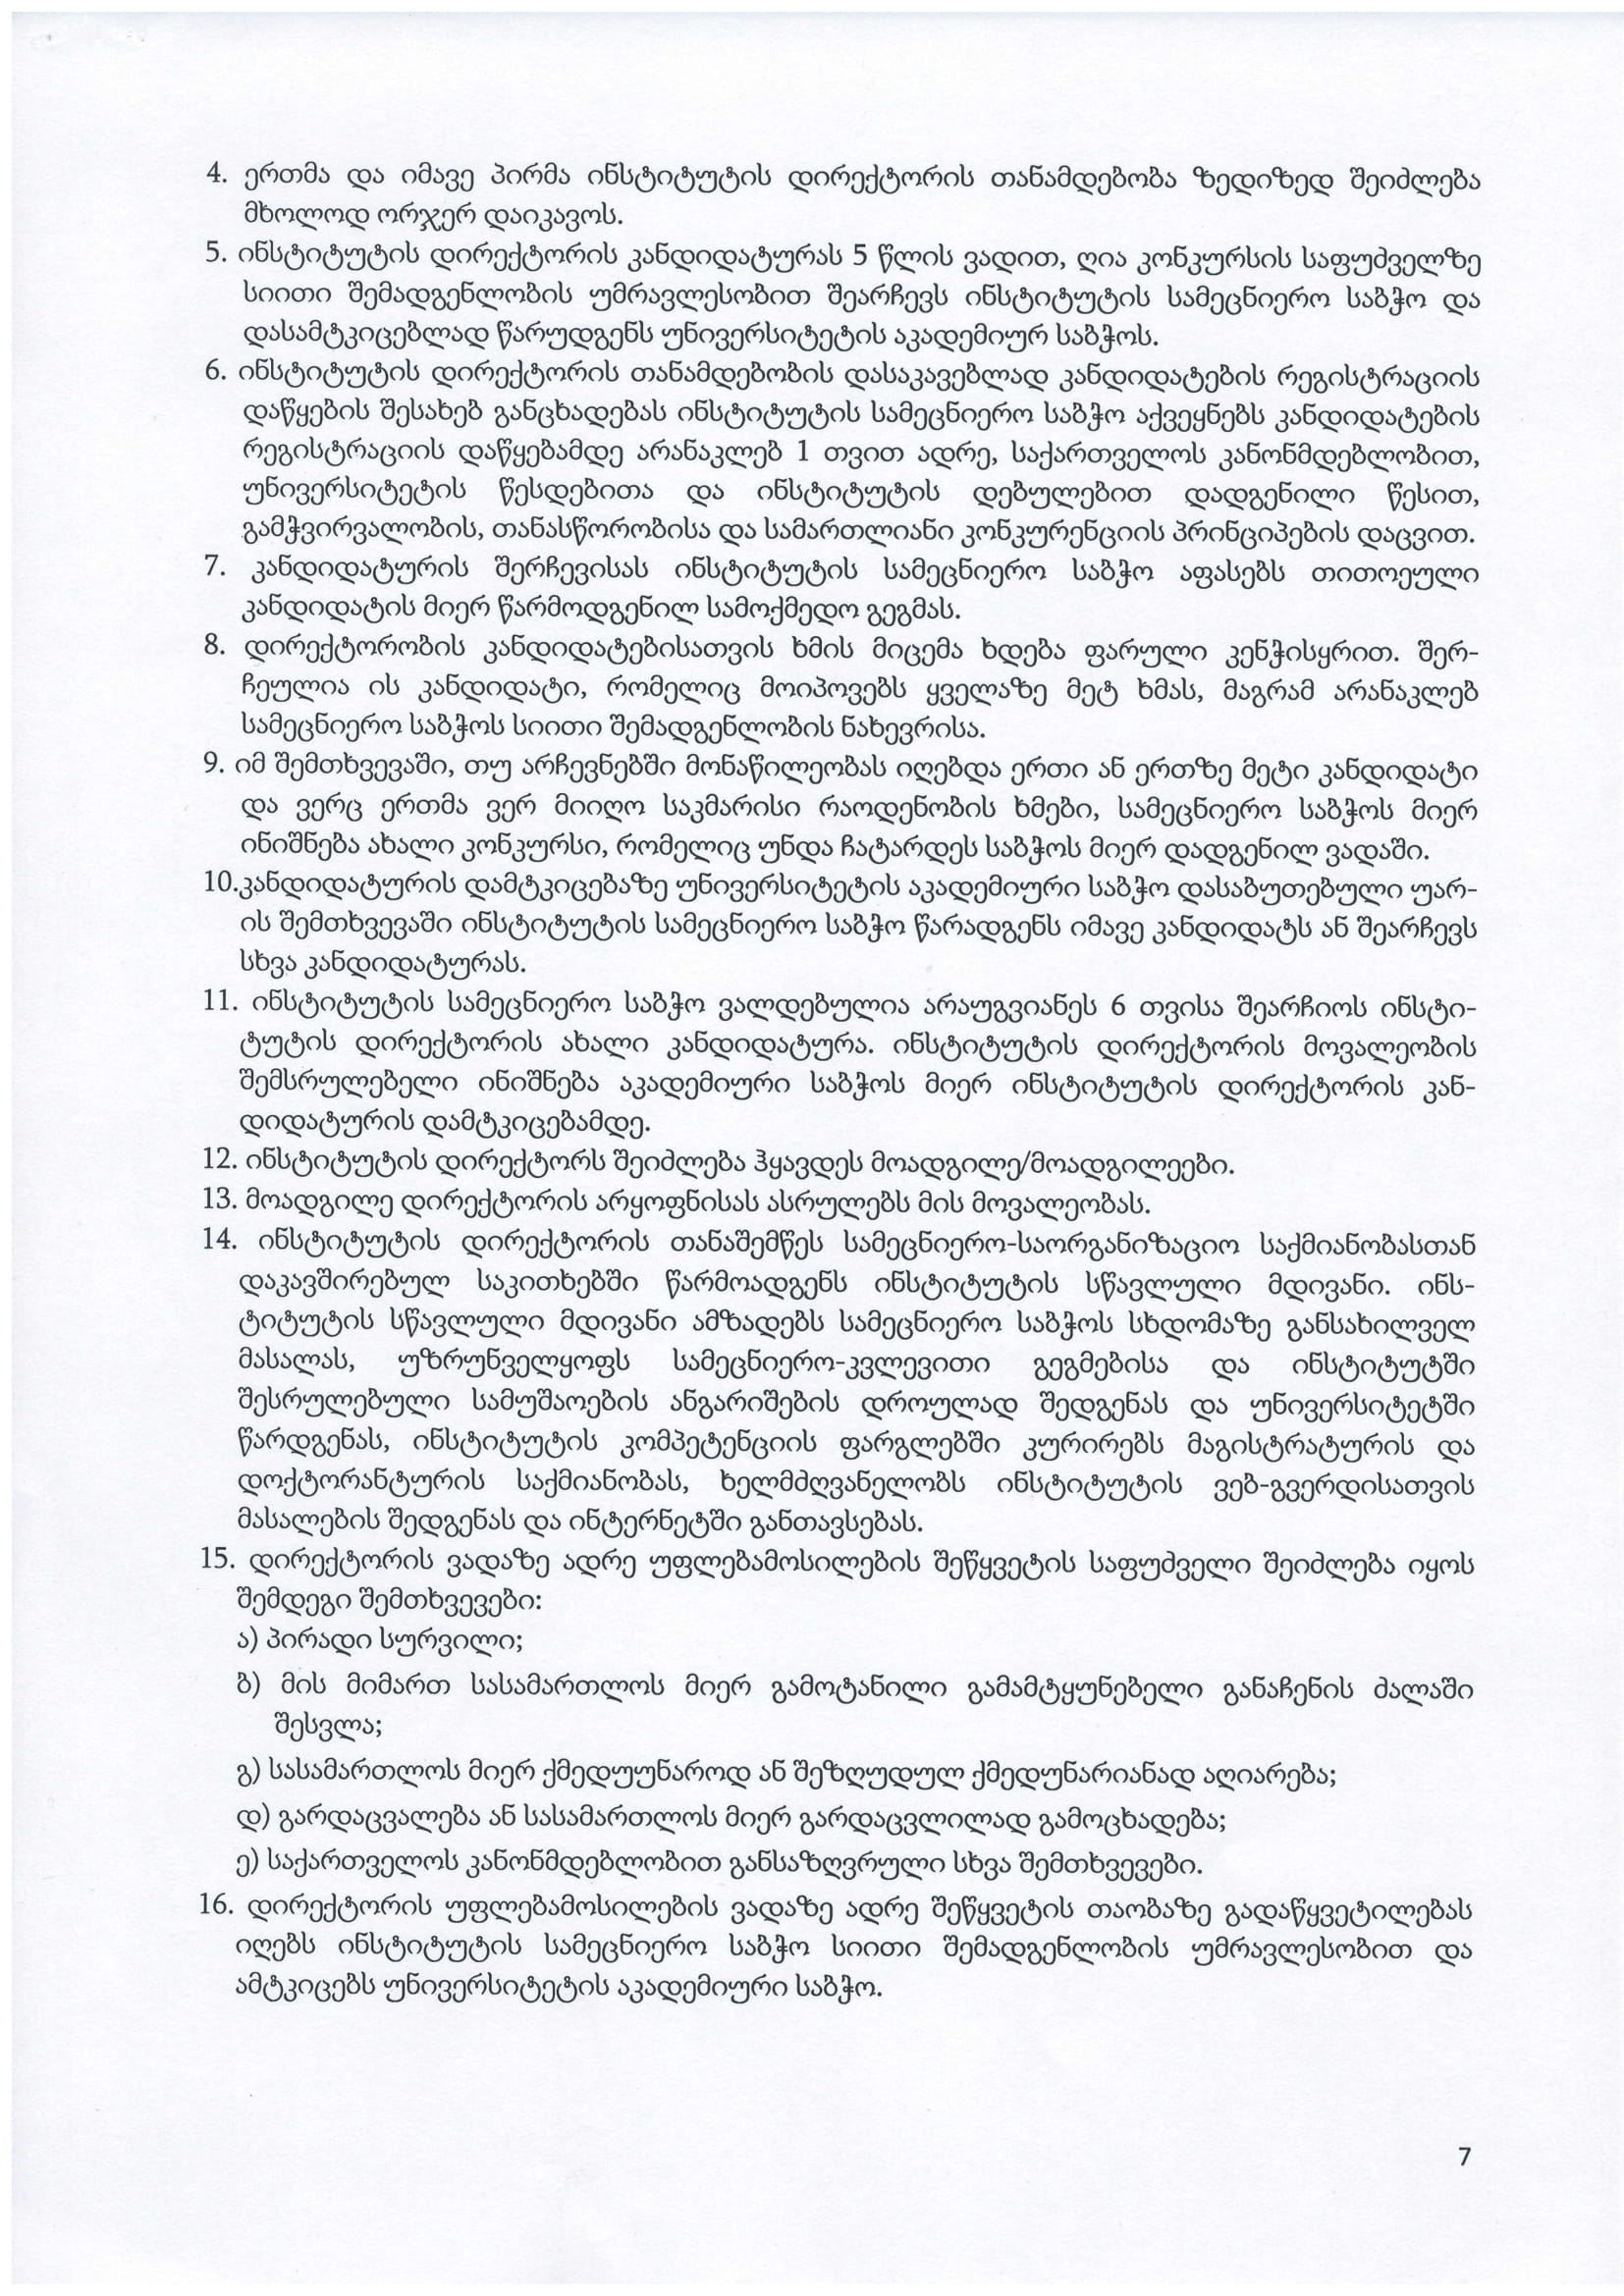 4. ერთმა და იმავე პირმა ინსტიტუტის დირექტორის თანამდებობა ზედიზედ შეიძლება
მხოლოდ ორჯერ დაიკავოს.
5. ინსტიტუტის დირექტორის კანდიდატურას 5 წლის ვადით, ღია კონკურსის საფუძველზე
სიითი შემადგენლობის უმრავლესობით შეარჩევს ინსტიტუტის სამეცნიერო საბჭო და
დასამტკიცებლად წარუდგენს უნივერსიტეტის აკადემიურ საბჭოს.
6. ინსტიტუტის დირექტორის თანამდებობის დასაკავებლად კანდიდატების რეგისტრაციის
დაწყების შესახებ განცხადებას ინსტიტუტის სამეცნიერო საბჭო აქვეყნებს კანდიდატების
რეგისტრაციის დაწყებამდე არანაკლებ 1 თვით ადრე, საქართველოს კანონმდებლობით,
უნივერსიტეტის წესდებითა და ინსტიტუტის დებულებით დადგენილი წესით,
გამჭვირვალობის, თანასწორობისა და სამართლიანი კონკურენციის პრინციპების დაცვით.
7. კანდიდატურის შერჩევისას ინსტიტუტის სამეცნიერო საბჭო აფასებს თითოეული
კანდიდატის მიერ წარმოდგენილ სამოქმედო გეგმას.
8. დირექტორობის კანდიდატებისათვის ხმის მიცემა ხდება ფარული კენჭისყრით. შერ-
ჩეულია ის კანდიდატი, რომელიც მოიპოვებს ყველაზე მეტ ხმას, მაგრამ არანაკლებ
სამეცნიერო საბჭოს სიითი შემადგენლობის ნახევრისა.
9. იმ შემთხვევაში, თუ არჩევნებში მონაწილეობას იღებდა ერთი ან ერთზე მეტი კანდიდატი
და ვერც ერთმა ვერ მიიღო საკმარისი რაოდენობის ხმები, სამეცნიერო საბჭოს მიერ
ინიშნება ახალი კონკურსი, რომელიც უნდა ჩატარდეს საბჭოს მიერ დადგენილ ვადაში.
10.კანდიდატურის დამტკიცებაზე უნივერსიტეტის აკადემიური საბჭო დასაბუთებული უარ-
ის შემთხვევაში ინსტიტუტის სამეცნიერო საბჭო წარადგენს იმავე კანდიდატს ან შეარჩევს
სხვა კანდიდატურას.
11. ინსტიტუტის სამეცნიერო საბჭო ვალდებულია არაუგვიანეს 6 თვისა შეარჩიოს ინსტი-
ტუტის დირექტორის ახალი კანდიდატურა. ინსტიტუტის დირექტორის მოვალეობის
შემსრულებელი ინიშნება აკადემიური საბჭოს მიერ ინსტიტუტის დირექტორის კან-
დიდატურის დამტკიცებამდე.
12. ინსტიტუტის დირექტორს შეიძლება ჰყავდეს მოადგილე/მოადგილეები.
13. მოადგილე დირექტორის არყოფნისას ასრულებს მის მოვალეობას.
14. ინსტიტუტის დირექტორის თანაშემწეს სამეცნიერო-საორგანიზაციო საქმიანობასთან
დაკავშირებულ საკითხებში წარმოადგენს ინსტიტუტის სწავლული მდივანი. ინს-
ტიტუტის სწავლული მდივანი ამზადებს სამეცნიერო საბჭოს სხდომაზე განსახილველ
მასალას, უზრუნველყოფს სამეცნიერო-კვლევითი გეგმებისა და ინსტიტუტში
შესრულებული სამუშაოების ანგარიშების დროულად შედგენას და უნივერსიტეტში
წარდგენას, ინსტიტუტის კომპეტენციის ფარგლებში კურირებს მაგისტრატურის და
დოქტორანტურის საქმიანობას, ხელმძღვანელობს ინსტიტუტის ვებ-გვერდისათვის
მასალების შედგენას და ინტერნეტში განთავსებას.
15. დირექტორის ვადაზე ადრე უფლებამოსილების შეწყვეტის საფუძველი შეიძლება იყოს
შემდეგი შემთხვევები:
ა) პირადი სურვილი;
ბ) მის მიმართ სასამართლოს მიერ გამოტანილი გამამტყუნებელი განაჩენის ძალაში
შესვლა;
გ) სასამართლოს მიერ ქმედუუნაროდ ან შეზღუდულ ქმედუნარიანად აღიარება;
დ) გარდაცვალება ან სასამართლოს მიერ გარდაცვლილად გამოცხადება;
ე) საქართველოს კანონმდებლობით განსაზღვრული სხვა შემთხვევები.
16. დირექტორის უფლებამოსილების ვადაზე ადრე შეწყვეტის თაობაზე გადაწყვეტილებას
იღებს ინსტიტუტის სამეცნიერო საბჭო სიითი შემადგენლობის უმრავლესობით და
ამტკიცებს უნივერსიტეტის აკადემიური საბჭო.
7